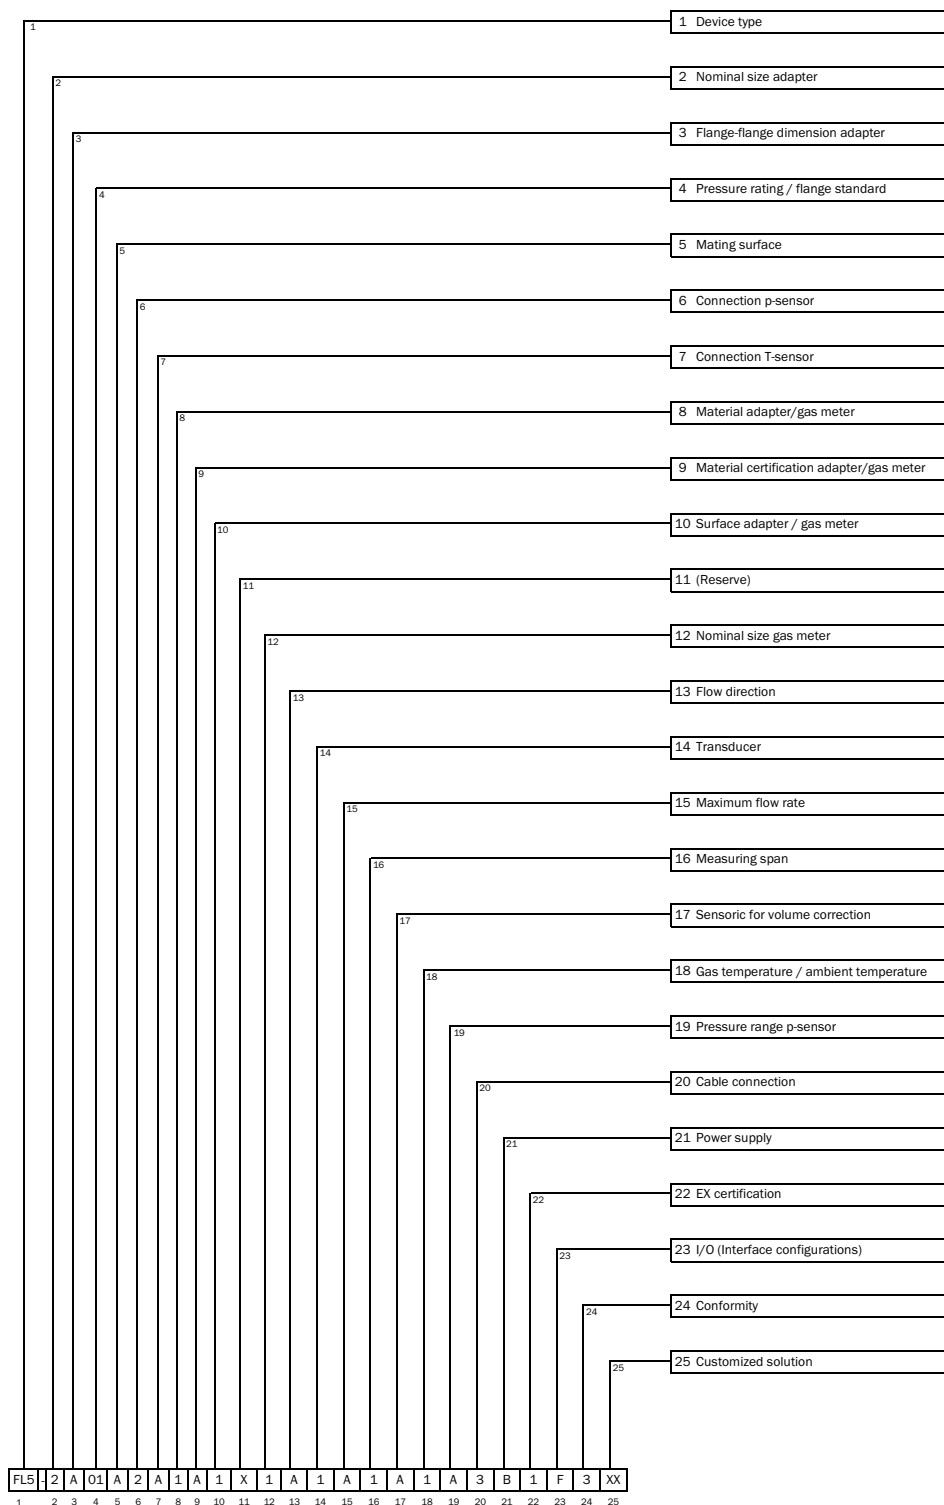 1 Device type
1
2 Nominal size adapter
2
3 Flange-flange dimension adapter
3
4 Pressure rating / flange standard
4
5 Mating surface
5
6 Connection p-sensor
6
7 Connection T-sensor
7
8 Material adapter/gas meter
8
9 Material certification adapter/gas meter
9
10 Surface adapter / gas meter
10
11 (Reserve)
11
12 Nominal size gas meter
12
13 Flow direction
13
14 Transducer
14
15 Maximum flow rate
15
16 Measuring span
16
17 Sensoric for volume correction
17
18 Gas temperature / ambient temperature
18
19 Pressure range p-sensor
19
20 Cable connection
20
21 Power supply
21
22 EX certification
22
23 I/O (Interface configurations)
23
24 Conformity
24
25 Customized solution
25
FL5 - 2 A 01 A 2 A 1 A 1 X 1 A 1 A 1 A 1 A 3 B 1 F 3 XX
1 2 3 4 5 6 7 8 9 10 11 12 13 14 15 16 17 18 19 20 21 22 23 24 25